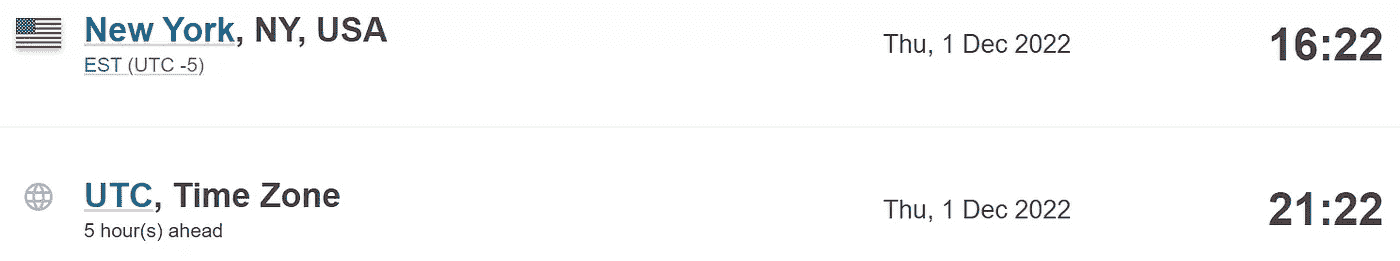 New York, NY, USA
EST (UTC -5)
Thu, 1 Dec 2022
16:22
UTC, Time Zone
5 hour(s) ahead
Thu, 1 Dec 2022
21:22